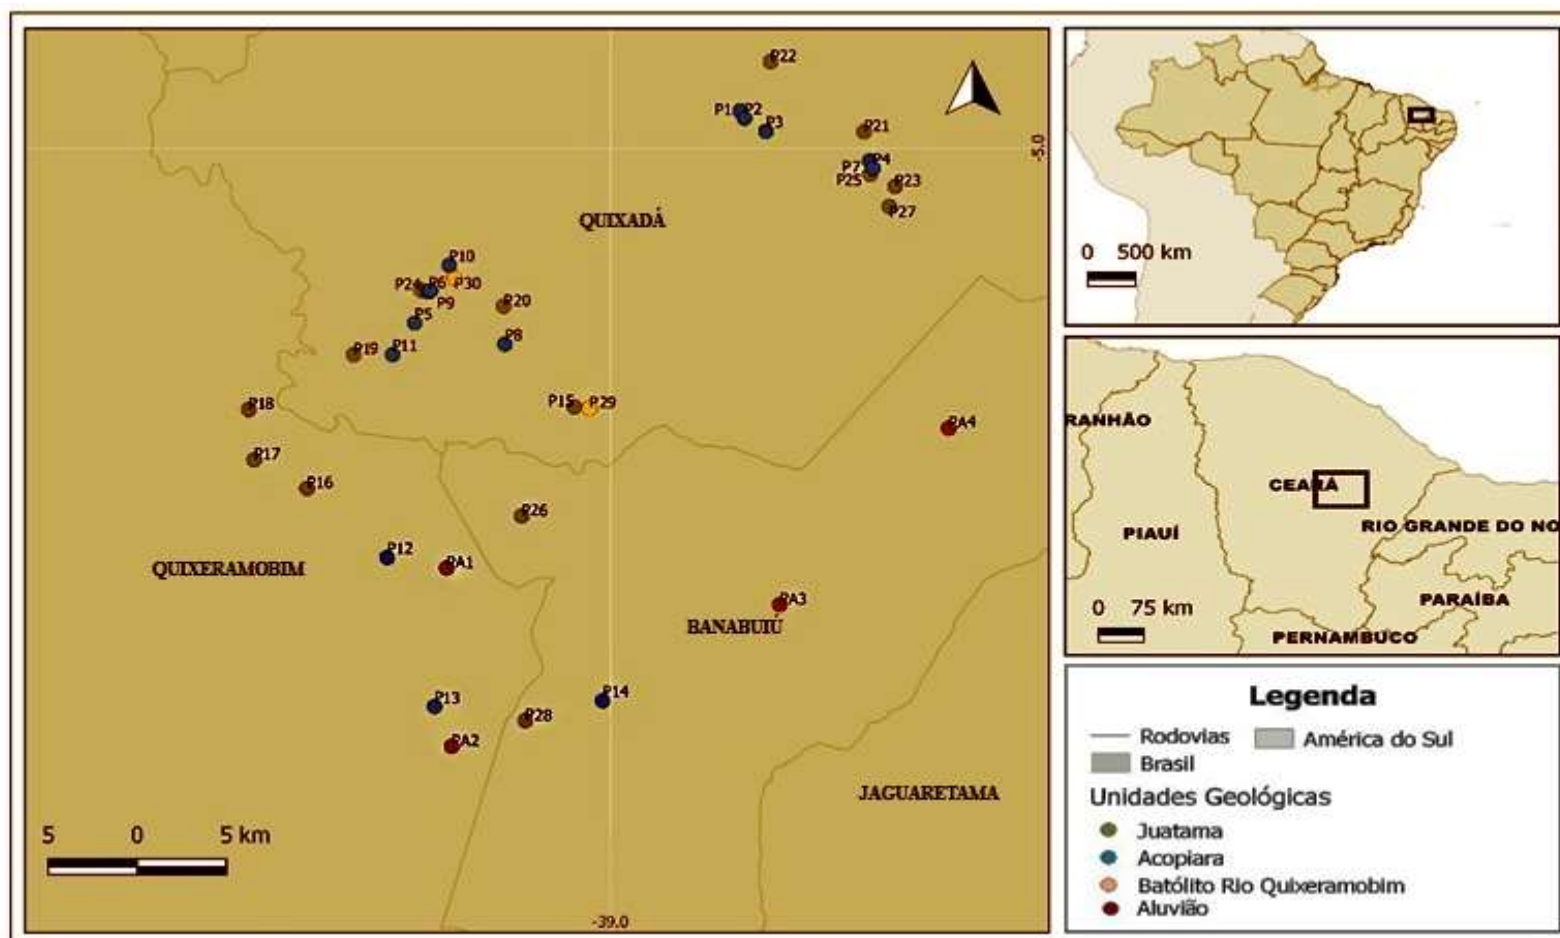 P22
P1 P2
P3
P21
-5.0
P7 P4
P25
P23
P27
QUIXADÁ
P10
P24 P6 P30
P9
P20
P5
P8
P19 P11
P18
P15 P29
PA4
P17
P16
P26
P12
PA1
QUIXERAMOBIM
PA3
BANABUIÚ
P13
P14
P28
PA2
JAGUARETAMA
5 0 5 km
-39.0
0 500 km
RANHÃO
CEARÁ
RIO GRANDE DO NO
PIAUÍ
0 75 km
PARAÍBA
PERNAMBUCO
Legenda
Rodovias América do Sul
Brasil
Unidades Geológicas
Juatama
Acopiara
Batólito Rio Quixeramobim
Aluvião